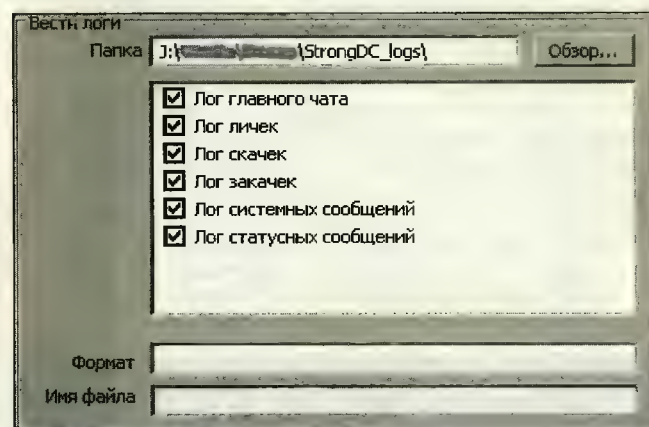 Вести логи
Папка J:\ \StrongDC_logs\ Обзор...
Лог главного чата
Лог личек
Лог скачек
Лог закачек
Лог системных сообщений
Лог статусных сообщений
Формат
Имя файла